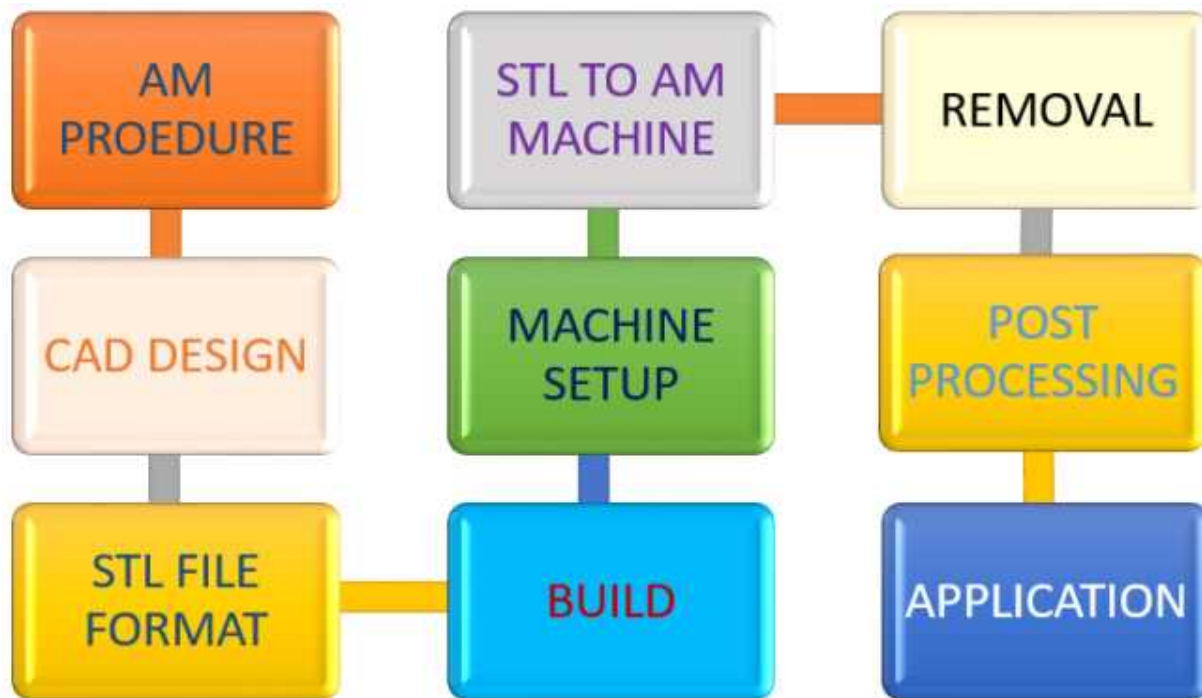 AM
PROEDURE
CAD DESIGN
STL FILE
FORMAT
BUILD
MACHINE
SETUP
STL TO AM
MACHINE
REMOVAL
POST
PROCESSING
APPLICATION